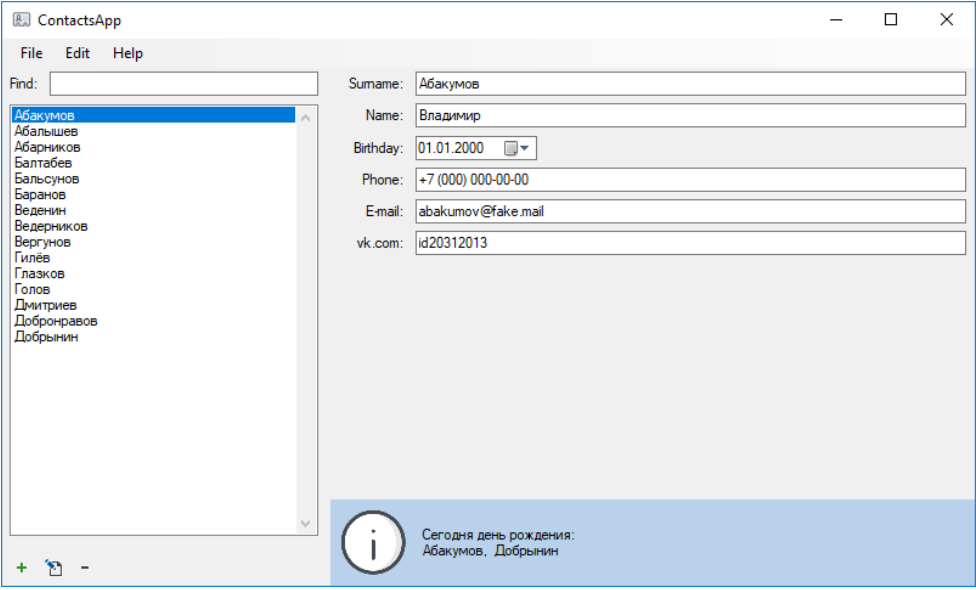 ContactsApp
File Edit Help
Find:
Абакумов
Абалышев
Абарников
Балтабев
Бальсунов
Баранов
Веденин
Ведерников
Вергунов
Гилёв
Глазков
Голов
Дмитриев
Добронравов
Добрынин
Surname: Абакумов
Name: Владимир
Birthday: 01.01.2000
Phone: +7 (000) 000-00-00
E-mail: abakumov@fake.mail
vk.com: id20312013
Сегодня день рождения:
Абакумов, Добрынин